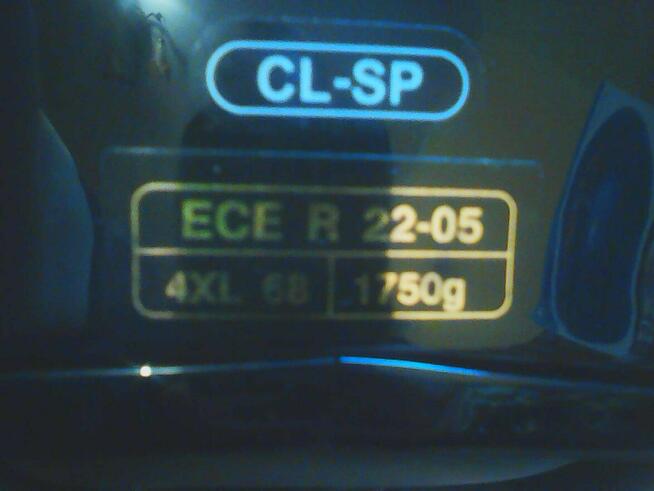 CL-SP
ECE R 22-05
4XL 68 1750g